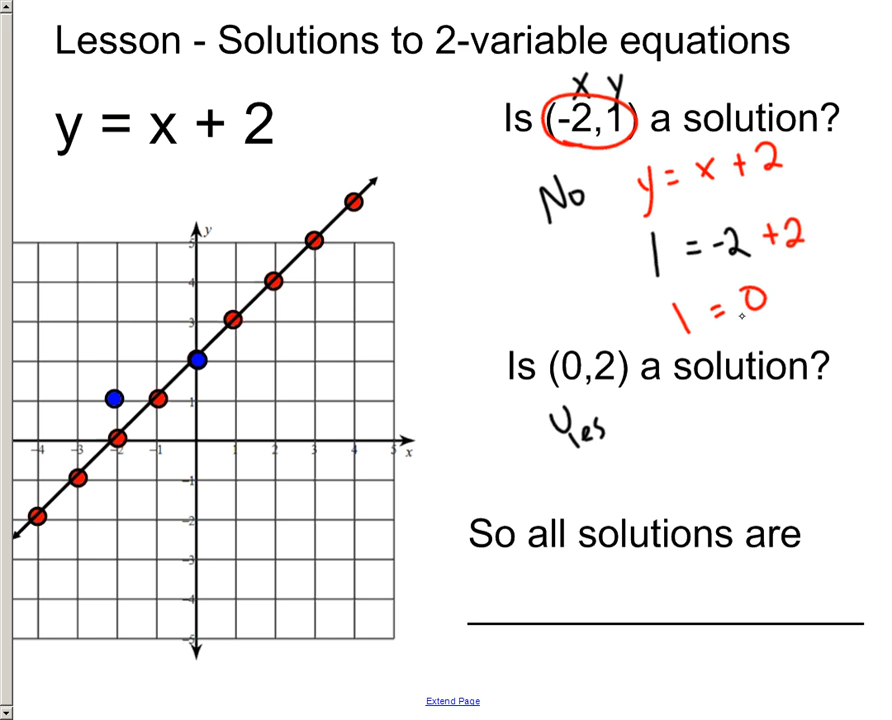 Lesson - Solutions to 2-variable equations
y = x + 2
x y
Is (-2,1) a solution?
No
y = x + 2
1 = -2 + 2
1 = 0
Is (0,2) a solution?
Yes
So all solutions are
y
5
4
3
1
-4 -3 -2 -1 1 2 3 4 5 x
-1
-2
-3
-4
-5
Extend Page